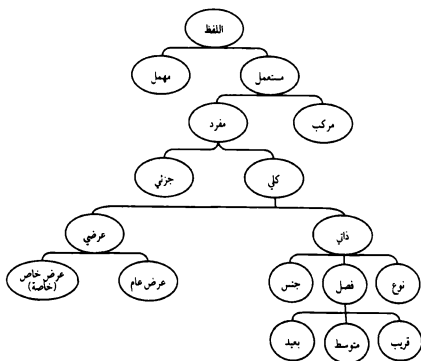 اللفظ
مستعمل
مهمل
مركب
مفرد
كلي
جزئي
ذاتي
عرضي
نوع
فصل
جنس
عرض عام
عرض خاص
(خاصة)
قريب
متوسط
بعيد